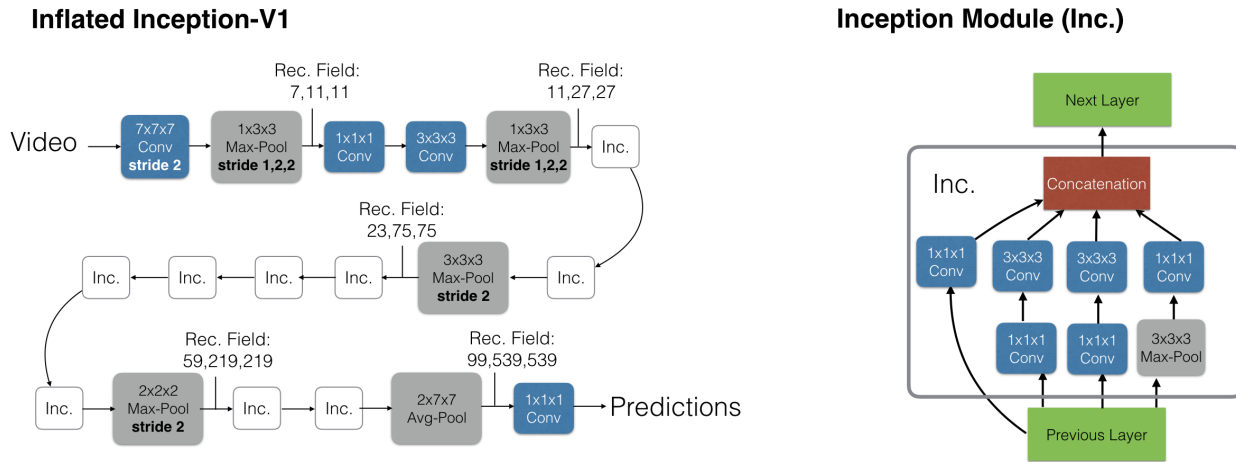 Inflated Inception-V1
Rec. Field:
7,11,11
Rec. Field:
11,27,27
Video
7x7x7
Conv
stride 2
1x3x3
Max-Pool
stride 1,2,2
1x1x1
Conv
3x3x3
Conv
1x3x3
Max-Pool
stride 1,2,2
Inc.
Rec. Field:
23,75,75
Inc.
Inc.
Inc.
Inc.
3x3x3
Max-Pool
stride 2
Inc.
Rec. Field:
59,219,219
Rec. Field:
99,539,539
Inc.
2x2x2
Max-Pool
stride 2
Inc.
Inc.
2x7x7
Avg-Pool
1x1x1
Conv
Predictions
Inception Module (Inc.)
Next Layer
Inc.
Concatenation
1x1x1
Conv
3x3x3
Conv
3x3x3
Conv
1x1x1
Conv
1x1x1
Conv
1x1x1
Conv
3x3x3
Max-Pool
Previous Layer